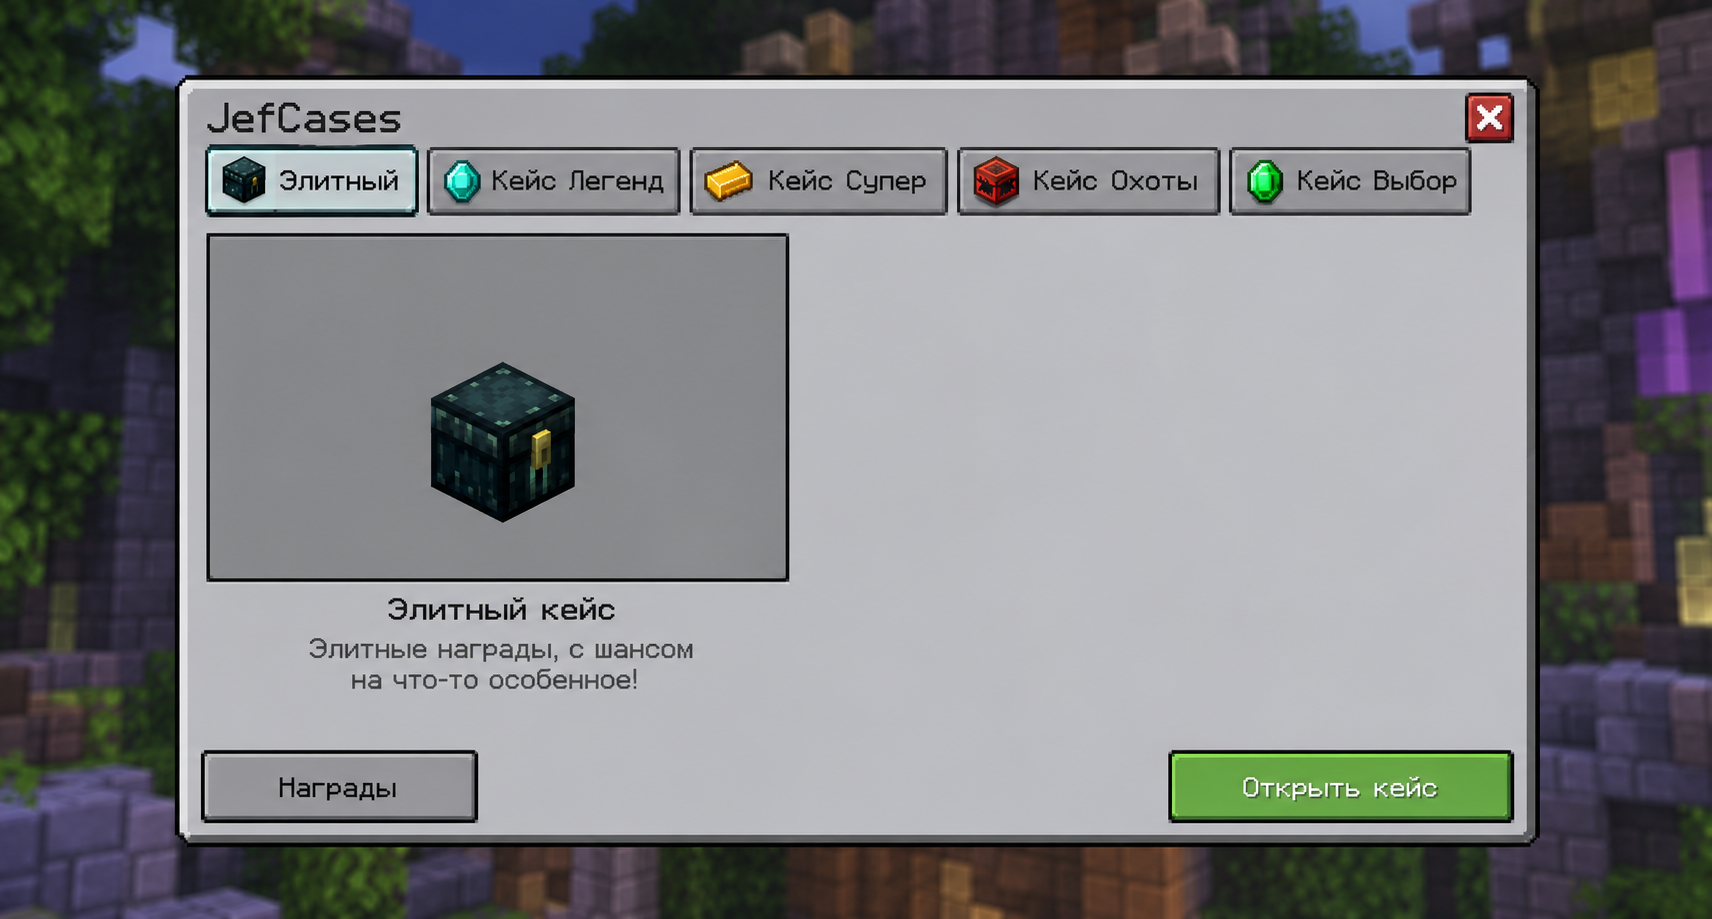 JefCases
Элитный
Кейс Легенд
Кейс Супер
Кейс Охоты
Кейс Выбор
Элитный кейс
Элитные награды, с шансом
на что-то особенное!
Награды
Открыть кейс